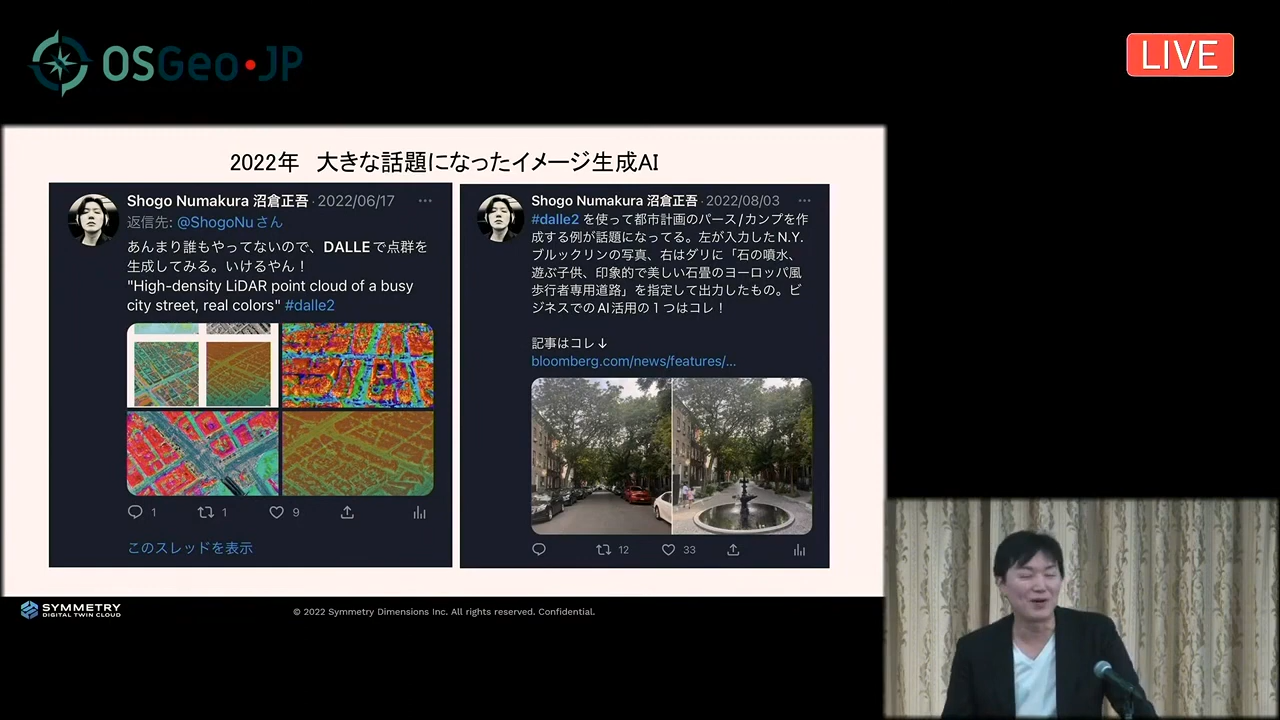 OSGeo・JP
LIVE
2022年　大きな話題になったイメージ生成AI
Shogo Numakura 沼倉正吾 · 2022/06/17 ···
返信先: @ShogoNu さん
あんまり誰もやってないので、DALLE で点群を
生成してみる。いけるやん！
"High-density LiDAR point cloud of a busy
city street, real colors" #dalle2
1 1 9
このスレッドを表示
Shogo Numakura 沼倉正吾 · 2022/08/03 ···
#dalle2 を使って都市計画のパース/カンプを作
成する例が話題になってる。左が入力した N.Y.
ブルックリンの写真、右はダリに「石の噴水、
遊ぶ子供、印象的で美しい石畳のヨーロッパ風
歩行者専用道路」を指定して出力したもの。ビ
ジネスでの AI 活用の 1 つはコレ！
記事はコレ ↓
bloomberg.com/news/features/…
12 33
SYMMETRY
DIGITAL TWIN CLOUD
© 2022 Symmetry Dimensions Inc. All rights reserved. Confidential.